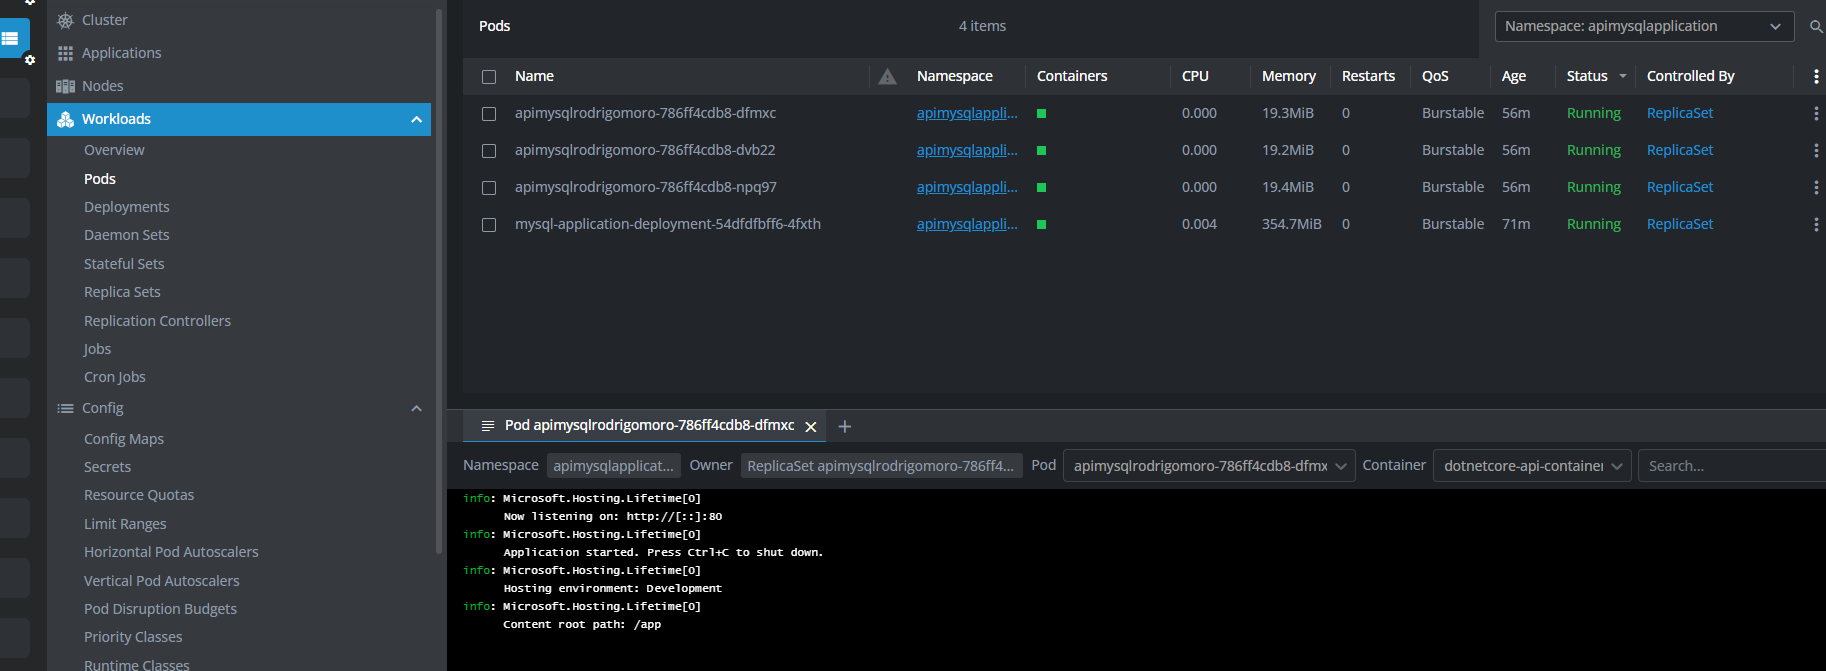 Cluster
Applications
Nodes
Workloads
Overview
Pods
Deployments
Daemon Sets
Stateful Sets
Replica Sets
Replication Controllers
Jobs
Cron Jobs
Config
Config Maps
Secrets
Resource Quotas
Limit Ranges
Horizontal Pod Autoscalers
Vertical Pod Autoscalers
Pod Disruption Budgets
Priority Classes
Runtime Classes
Pods 4 items Namespace: apimysqlapplication
Name Namespace Containers CPU Memory Restarts QoS Age Status Controlled By
apimysqlrodrigomoro-786ff4cdb8-dfmxc apimysqlappli... 0.000 19.3MiB 0 Burstable 56m Running ReplicaSet
apimysqlrodrigomoro-786ff4cdb8-dvb22 apimysqlappli... 0.000 19.2MiB 0 Burstable 56m Running ReplicaSet
apimysqlrodrigomoro-786ff4cdb8-npq97 apimysqlappli... 0.000 19.4MiB 0 Burstable 56m Running ReplicaSet
mysql-application-deployment-54dfdfbff6-4fxth apimysqlappli... 0.004 354.7MiB 0 Burstable 71m Running ReplicaSet
Pod apimysqlrodrigomoro-786ff4cdb8-dfmxc
Namespace apimysqlapplicat... Owner ReplicaSet apimysqlrodrigomoro-786ff4... Pod apimysqlrodrigomoro-786ff4cdb8-dfmx Container dotnetcore-api-container Search...
info: Microsoft.Hosting.Lifetime[0]
Now listening on: http://[::]:80
info: Microsoft.Hosting.Lifetime[0]
Application started. Press Ctrl+C to shut down.
info: Microsoft.Hosting.Lifetime[0]
Hosting environment: Development
info: Microsoft.Hosting.Lifetime[0]
Content root path: /app